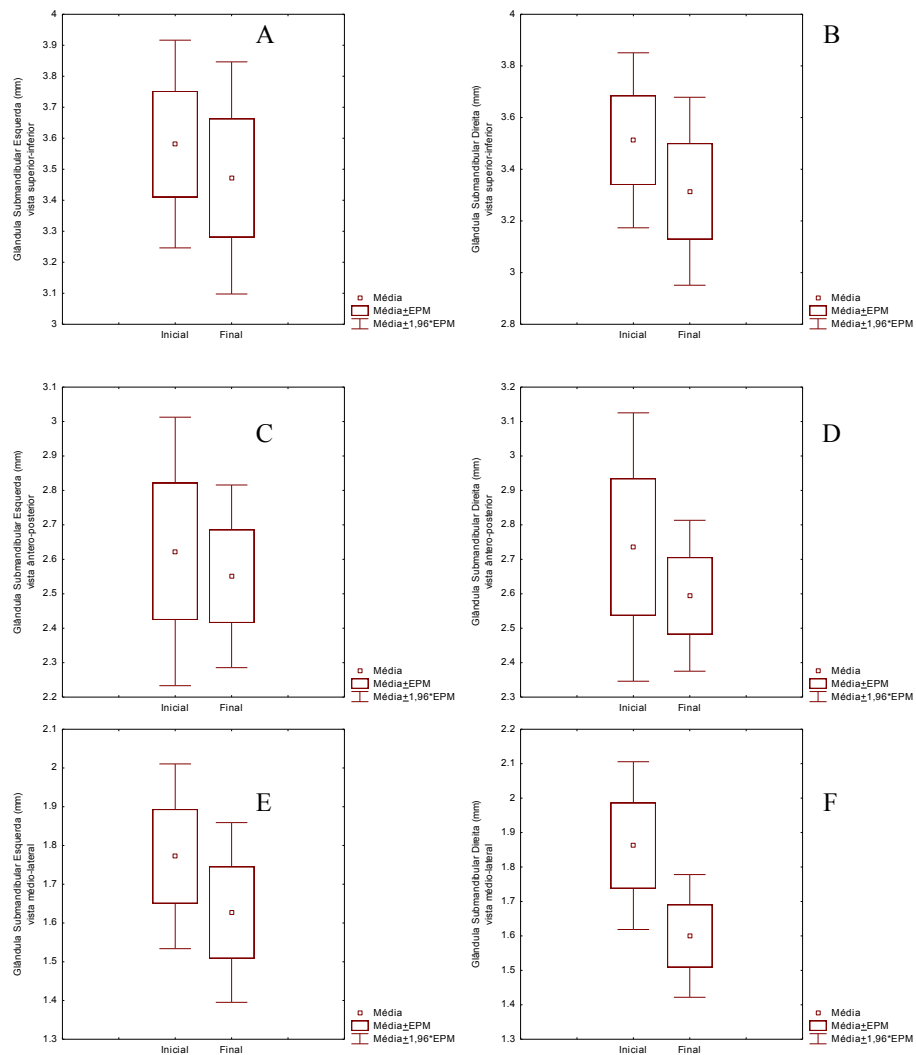 A
Glândula Submandibular Esquerda (mm)
vista superior-inferior
4
3.9
3.8
3.7
3.6
3.5
3.4
3.3
3.2
3.1
3
Inicial Final
Média
Média±EPM
Média±1,96*EPM
B
Glândula Submandibular Direita (mm)
vista superior-inferior
4
3.8
3.6
3.4
3.2
3
2.8
Inicial Final
Média
Média±EPM
Média±1,96*EPM
C
Glândula Submandibular Esquerda (mm)
vista ântero-posterior
3.1
3
2.9
2.8
2.7
2.6
2.5
2.4
2.3
2.2
Inicial Final
Média
Média±EPM
Média±1,96*EPM
D
Glândula Submandibular Direita (mm)
vista ântero-posterior
3.2
3.1
3
2.9
2.8
2.7
2.6
2.5
2.4
2.3
Inicial Final
Média
Média±EPM
Média±1,96*EPM
E
Glândula Submandibular Esquerda (mm)
vista médio-lateral
2.1
2
1.9
1.8
1.7
1.6
1.5
1.4
1.3
Inicial Final
Média
Média±EPM
Média±1,96*EPM
F
Glândula Submandibular Direita (mm)
vista médio-lateral
2.2
2.1
2
1.9
1.8
1.7
1.6
1.5
1.4
1.3
Inicial Final
Média
Média±EPM
Média±1,96*EPM